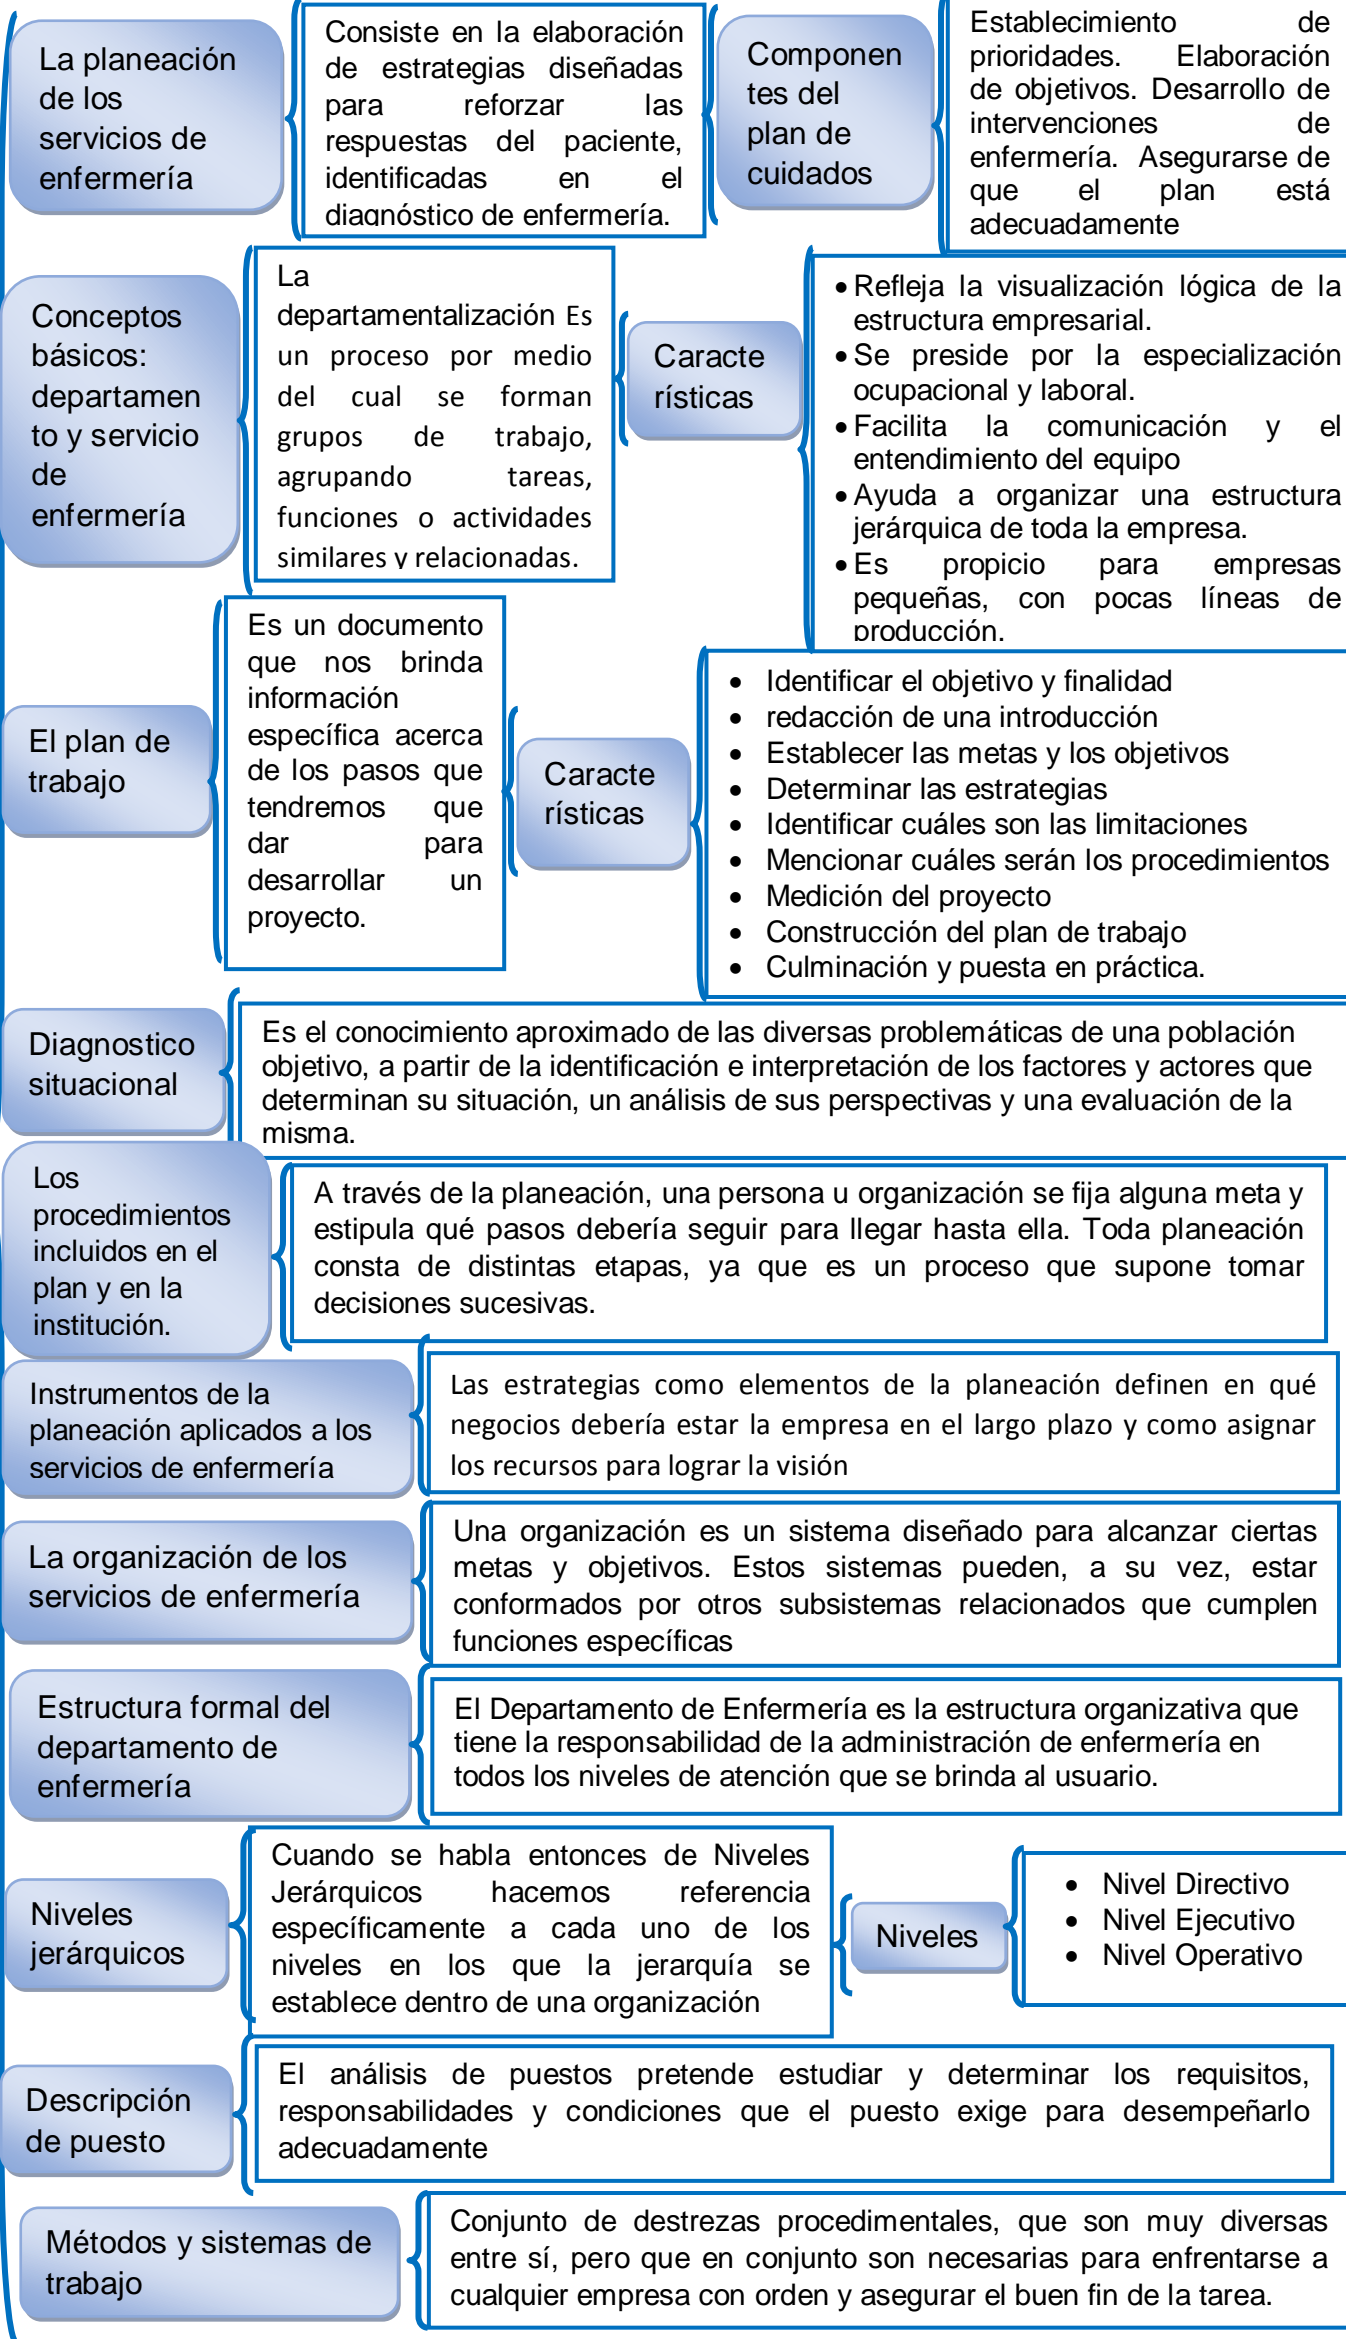 La planeación
de los
servicios de
enfermería
Consiste en la elaboración
de estrategias diseñadas
para reforzar las
respuestas del paciente,
identificadas en el
diagnóstico de enfermería.
Componen
tes del
plan de
cuidados
Establecimiento de
prioridades. Elaboración
de objetivos. Desarrollo de
intervenciones de
enfermería. Asegurarse de
que el plan está
adecuadamente
Conceptos
básicos:
departamen
to y servicio
de
enfermería
La
departamentalización Es
un proceso por medio
del cual se forman
grupos de trabajo,
agrupando tareas,
funciones o actividades
similares y relacionadas.
Caracte
rísticas
• Refleja la visualización lógica de la
estructura empresarial.
• Se preside por la especialización
ocupacional y laboral.
• Facilita la comunicación y el
entendimiento del equipo
• Ayuda a organizar una estructura
jerárquica de toda la empresa.
• Es propicio para empresas
pequeñas, con pocas líneas de
producción.
El plan de
trabajo
Es un documento
que nos brinda
información
específica acerca
de los pasos que
tendremos que
dar para
desarrollar un
proyecto.
Caracte
rísticas
• Identificar el objetivo y finalidad
• redacción de una introducción
• Establecer las metas y los objetivos
• Determinar las estrategias
• Identificar cuáles son las limitaciones
• Mencionar cuáles serán los procedimientos
• Medición del proyecto
• Construcción del plan de trabajo
• Culminación y puesta en práctica.
Diagnostico
situacional
Es el conocimiento aproximado de las diversas problemáticas de una población
objetivo, a partir de la identificación e interpretación de los factores y actores que
determinan su situación, un análisis de sus perspectivas y una evaluación de la
misma.
Los
procedimientos
incluidos en el
plan y en la
institución.
A través de la planeación, una persona u organización se fija alguna meta y
estipula qué pasos debería seguir para llegar hasta ella. Toda planeación
consta de distintas etapas, ya que es un proceso que supone tomar
decisiones sucesivas.
Instrumentos de la
planeación aplicados a los
servicios de enfermería
Las estrategias como elementos de la planeación definen en qué
negocios debería estar la empresa en el largo plazo y como asignar
los recursos para lograr la visión
La organización de los
servicios de enfermería
Una organización es un sistema diseñado para alcanzar ciertas
metas y objetivos. Estos sistemas pueden, a su vez, estar
conformados por otros subsistemas relacionados que cumplen
funciones específicas
Estructura formal del
departamento de
enfermería
El Departamento de Enfermería es la estructura organizativa que
tiene la responsabilidad de la administración de enfermería en
todos los niveles de atención que se brinda al usuario.
Niveles
jerárquicos
Cuando se habla entonces de Niveles
Jerárquicos hacemos referencia
específicamente a cada uno de los
niveles en los que la jerarquía se
establece dentro de una organización
Niveles
• Nivel Directivo
• Nivel Ejecutivo
• Nivel Operativo
Descripción
de puesto
El análisis de puestos pretende estudiar y determinar los requisitos,
responsabilidades y condiciones que el puesto exige para desempeñarlo
adecuadamente
Métodos y sistemas de
trabajo
Conjunto de destrezas procedimentales, que son muy diversas
entre sí, pero que en conjunto son necesarias para enfrentarse a
cualquier empresa con orden y asegurar el buen fin de la tarea.